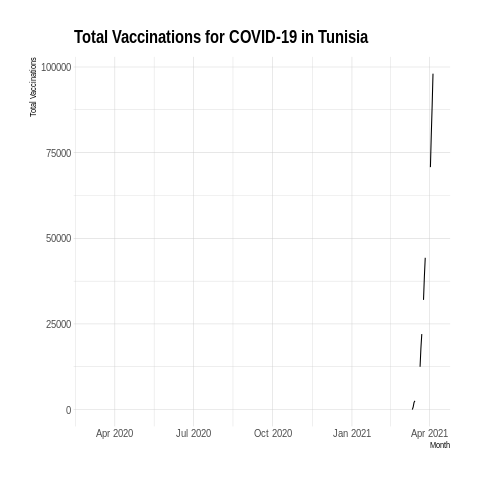 Total Vaccinations for COVID-19 in Tunisia
Total Vaccinations
100000
75000
50000
25000
0
Apr 2020 Jul 2020 Oct 2020 Jan 2021 Apr 2021
Month